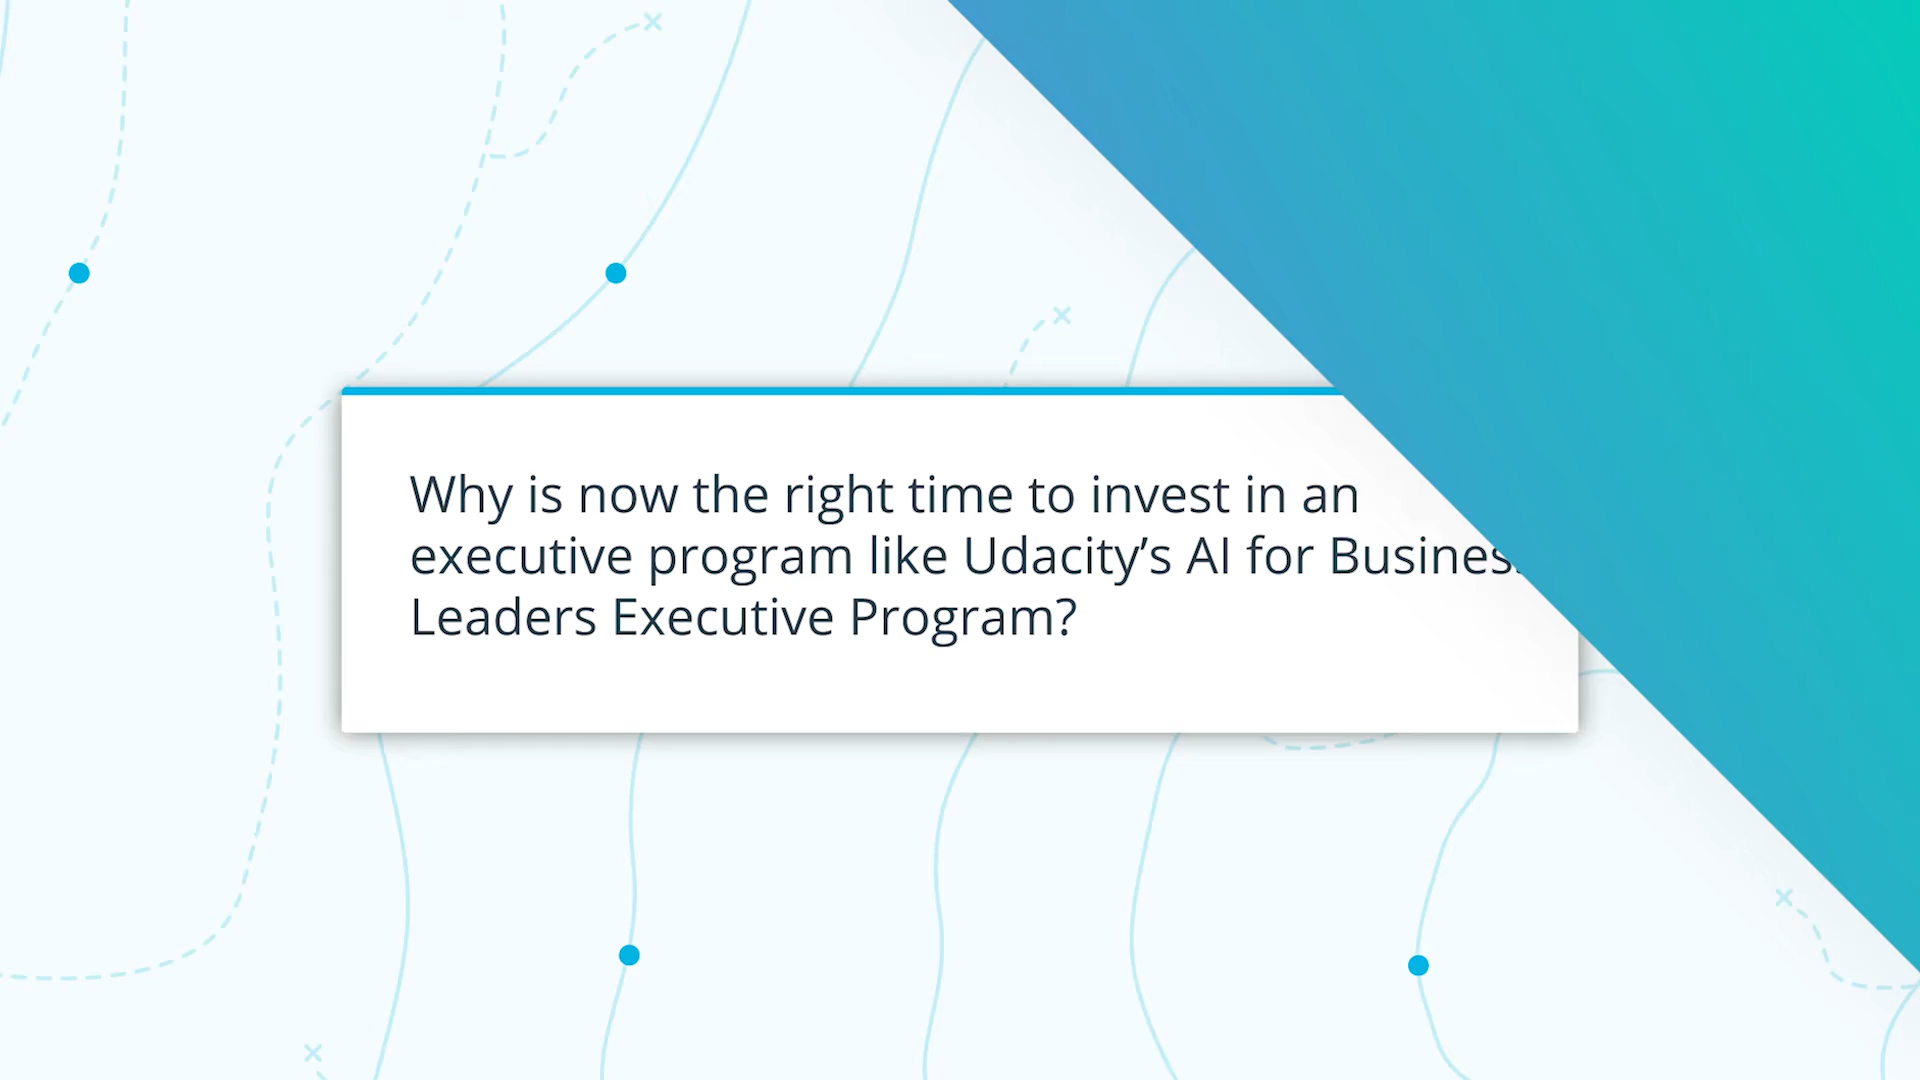 Why is now the right time to invest in an
executive program like Udacity’s AI for Business
Leaders Executive Program?